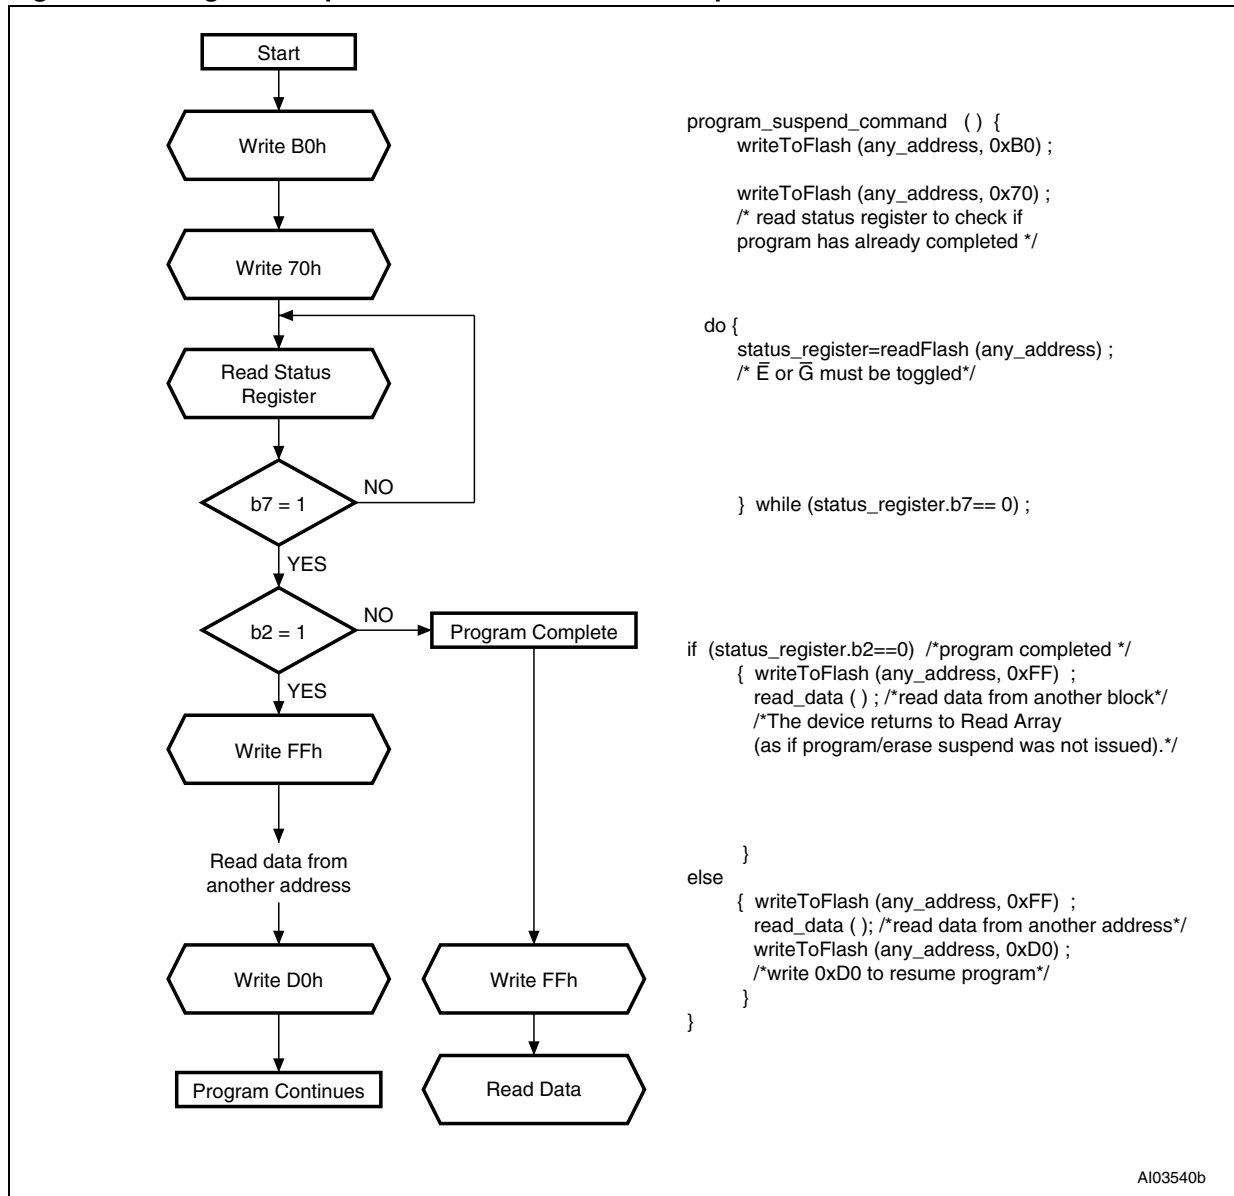 Start
Write B0h
Write 70h
Read Status
Register
NO
b7 = 1
YES
NO
b2 = 1
Program Complete
YES
Write FFh
Read data from
another address
Write D0h
Write FFh
Program Continues
Read Data
program_suspend_command ( ) {
writeToFlash (any_address, 0xB0) ;
writeToFlash (any_address, 0x70) ;
/* read status register to check if
program has already completed */
do {
status_register=readFlash (any_address) ;
/* E̅ or G̅ must be toggled*/
} while (status_register.b7== 0) ;
if (status_register.b2==0) /*program completed */
{ writeToFlash (any_address, 0xFF) ;
read_data ( ) ; /*read data from another block*/
/*The device returns to Read Array
(as if program/erase suspend was not issued).*/
}
else
{ writeToFlash (any_address, 0xFF) ;
read_data ( ); /*read data from another address*/
writeToFlash (any_address, 0xD0) ;
/*write 0xD0 to resume program*/
}
}
AI03540b